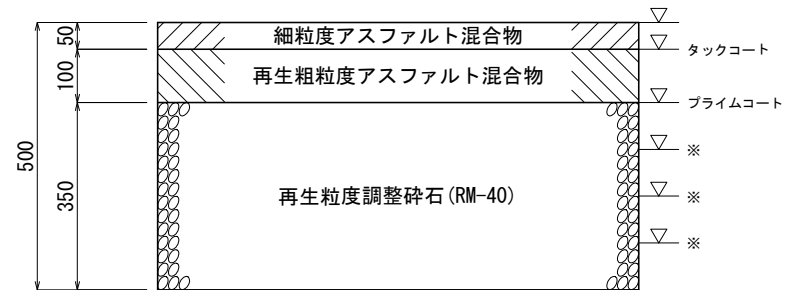 50
細粒度アスファルト混合物
タックコート
100
再生粗粒度アスファルト混合物
プライムコート
500
350
再生粒度調整砕石(RM-40)
※
※
※